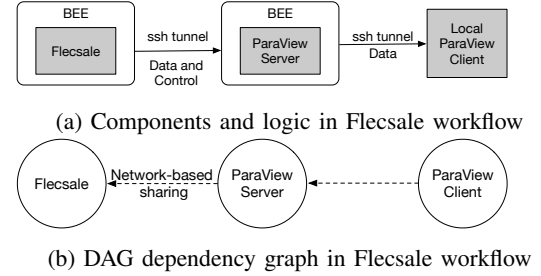 BEE
BEE
Flecsale
ssh tunnel
Data and
Control
ParaView
Server
ssh tunnel
Data
Local
ParaView
Client
(a) Components and logic in Flecsale workflow
Flecsale
Network-based
sharing
ParaView
Server
ParaView
Client
(b) DAG dependency graph in Flecsale workflow